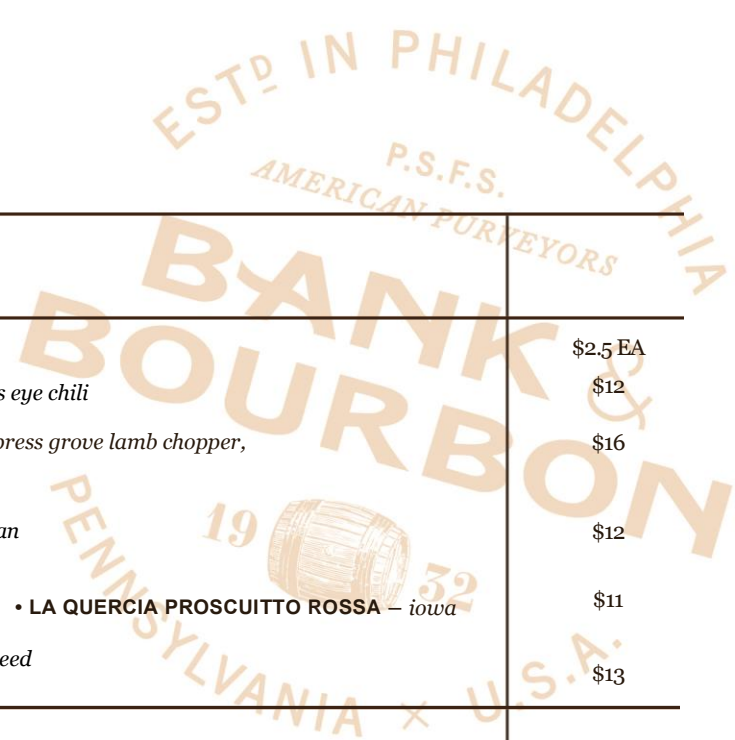 ESTD IN PHILADELPHIA
P.S.F.S.
AMERICAN PURVEYORS
BANK &
BOURBON
$2.5 EA
s eye chili $12
press grove lamb chopper, $16
an $12
19 32
• LA QUERCIA PROSCUITTO ROSSA – iowa $11
eed $13
PENNSYLVANIA × U.S.A.